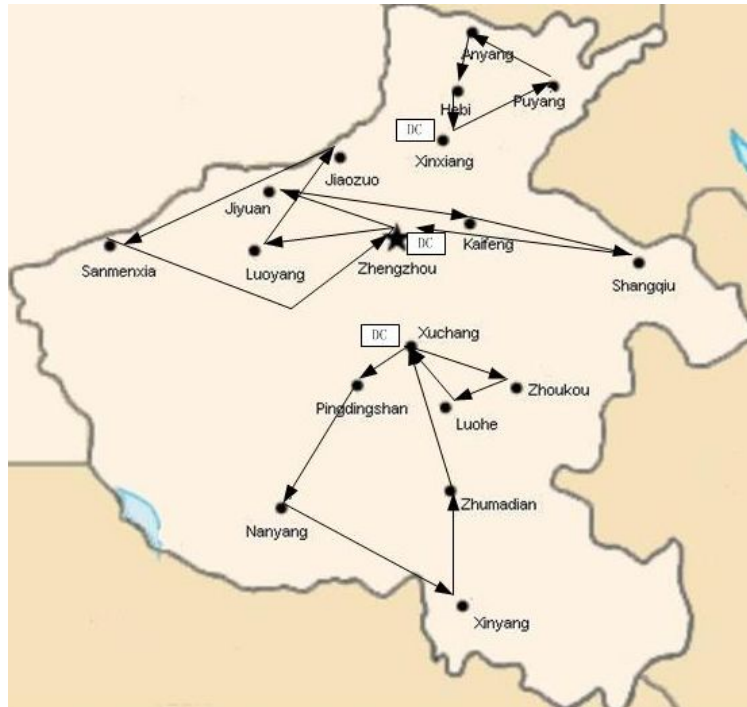 Anyang
Hebi
Puyang
DC
Xinxiang
Jiaozuo
Jiyuan
Kaifeng
DC
Sanmenxia
Luoyang
Zhengzhou
Shangqiu
DC
Xuchang
Pingdingshan
Zhoukou
Luohe
Zhumadian
Nanyang
Xinyang